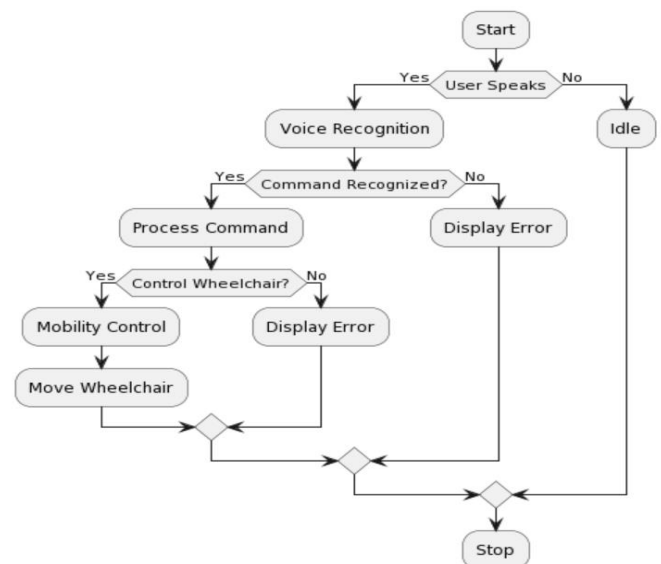 Start
Yes
User Speaks
No
Voice Recognition
Idle
Yes
Command Recognized?
No
Process Command
Display Error
Yes
Control Wheelchair?
No
Mobility Control
Display Error
Move Wheelchair
Stop